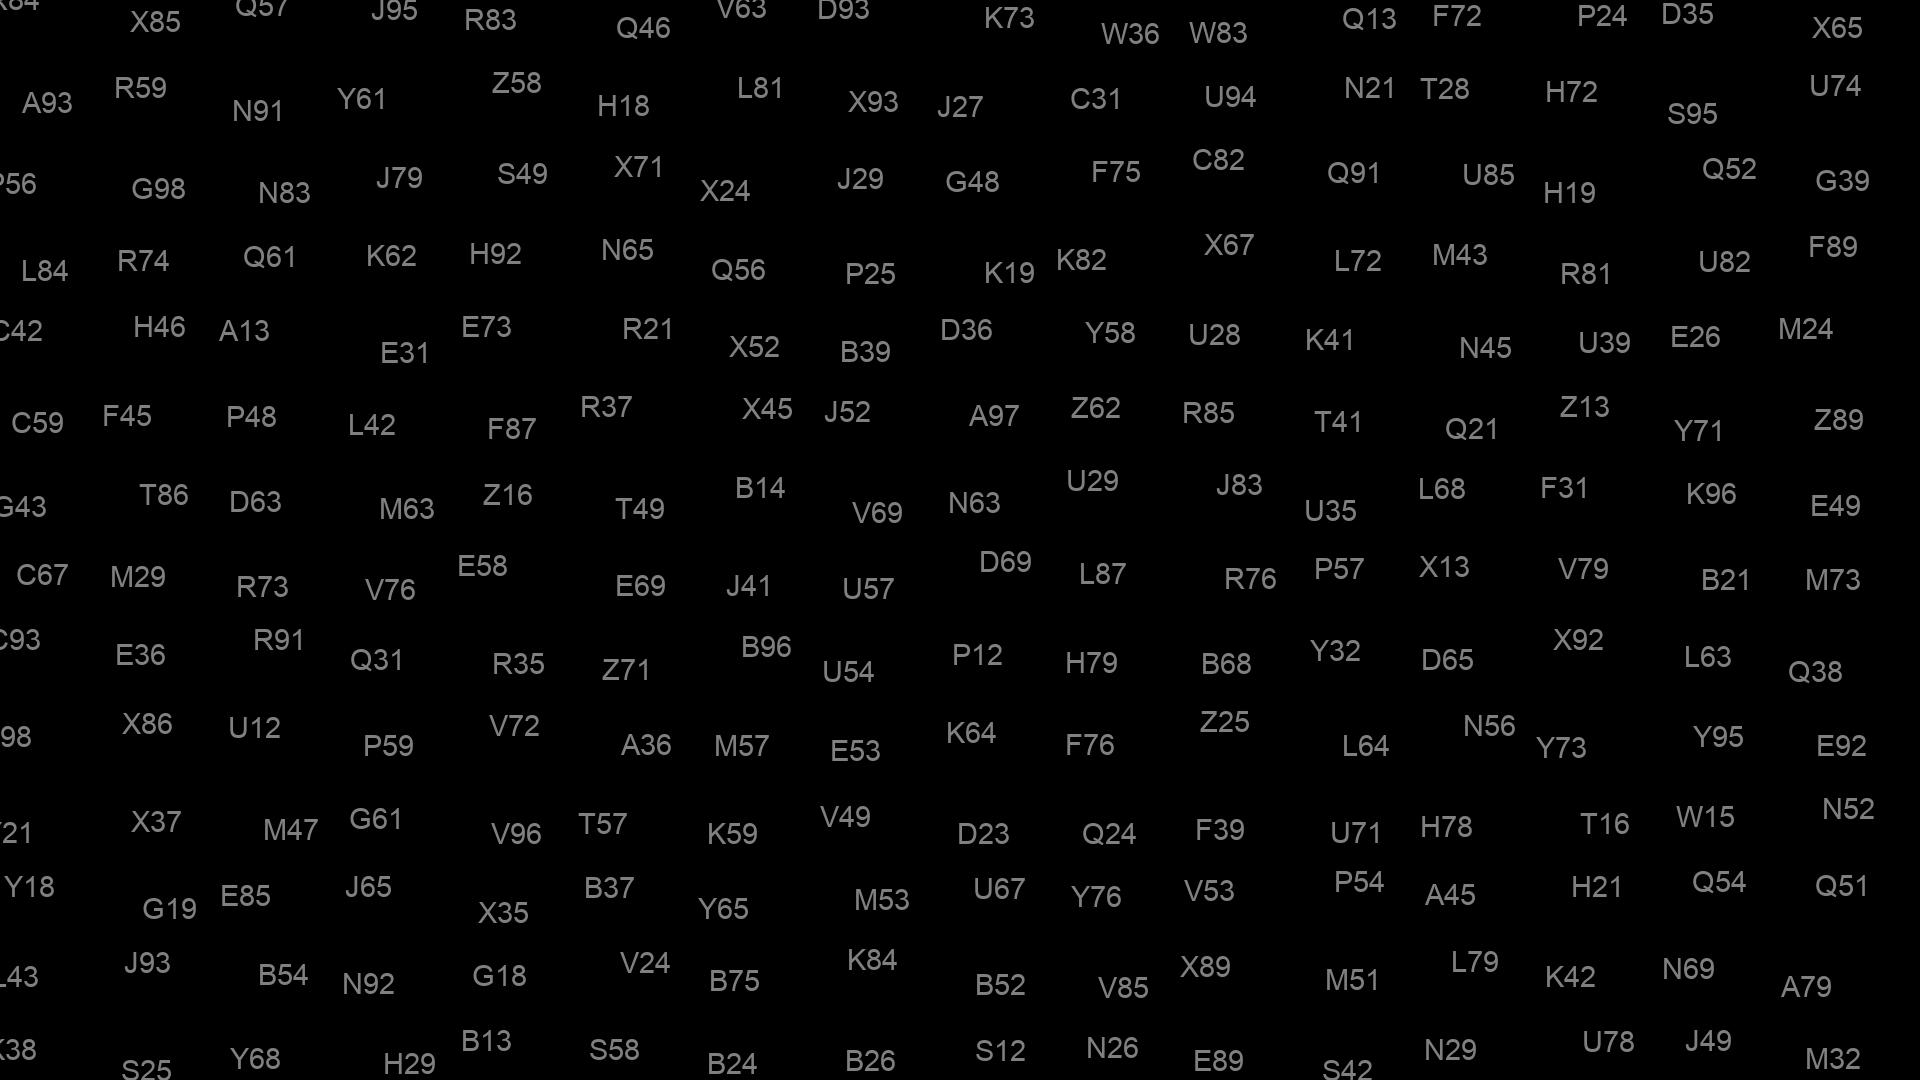 X85 Q57 J95 R83 Q46 V63 D93 K73 W36 W83 Q13 F72 P24 D35 X65
A93 R59 N91 Y61 Z58 H18 L81 X93 J27 C31 U94 N21 T28 H72 S95 U74
P56 G98 N83 J79 S49 X71 X24 J29 G48 F75 C82 Q91 U85 H19 Q52 G39
L84 R74 Q61 K62 H92 N65 Q56 P25 K19 K82 X67 L72 M43 R81 U82 F89
C42 H46 A13 E31 E73 R21 X52 B39 D36 Y58 U28 K41 N45 U39 E26 M24
C59 F45 P48 L42 F87 R37 X45 J52 A97 Z62 R85 T41 Q21 Z13 Y71 Z89
G43 T86 D63 M63 Z16 T49 B14 V69 N63 U29 J83 U35 L68 F31 K96 E49
C67 M29 R73 V76 E58 E69 J41 U57 D69 L87 R76 P57 X13 V79 B21 M73
C93 E36 R91 Q31 R35 Z71 B96 U54 P12 H79 B68 Y32 D65 X92 L63 Q38
98 X86 U12 P59 V72 A36 M57 E53 K64 F76 Z25 L64 N56 Y73 Y95 E92
21 X37 M47 G61 V96 T57 K59 V49 D23 Q24 F39 U71 H78 T16 W15 N52
Y18 G19 E85 J65 X35 B37 Y65 M53 U67 Y76 V53 P54 A45 H21 Q54 Q51
L43 J93 B54 N92 G18 V24 B75 K84 B52 V85 X89 M51 L79 K42 N69 A79
K38 S25 Y68 H29 B13 S58 B24 B26 S12 N26 E89 S42 N29 U78 J49 M32